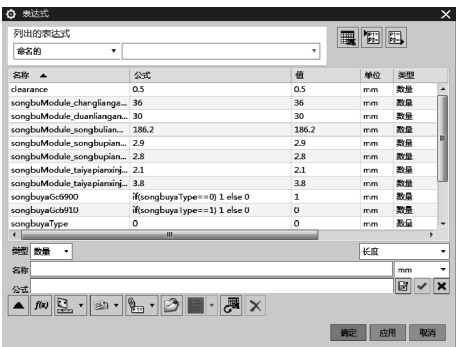 表达式
列出的表达式
命名的
名称 公式 值 单位 类型
clearance 0.5 0.5 mm 数量
songbuModule_changlianga... 36 36 mm 数量
songbuModule_duanliangan... 30 30 mm 数量
songbuModule_songbulian... 186.2 186.2 mm 数量
songbuModule_songbupian... 2.9 2.9 mm 数量
songbuModule_songbupian... 2.8 2.8 mm 数量
songbuModule_taiyapianxinj... 2.1 2.1 mm 数量
songbuModule_taiyapianxinj... 3.8 3.8 mm 数量
songbuyaGc6900 if(songbuyaType==0) 1 else 0 1 mm 数量
songbuyaGc6910 if(songbuyaType==1) 1 else 0 0 mm 数量
songbuyaType 0 0 mm 数量
类型 数量 长度
名称 mm
公式
f(x) P1= P2=
确定 应用 取消